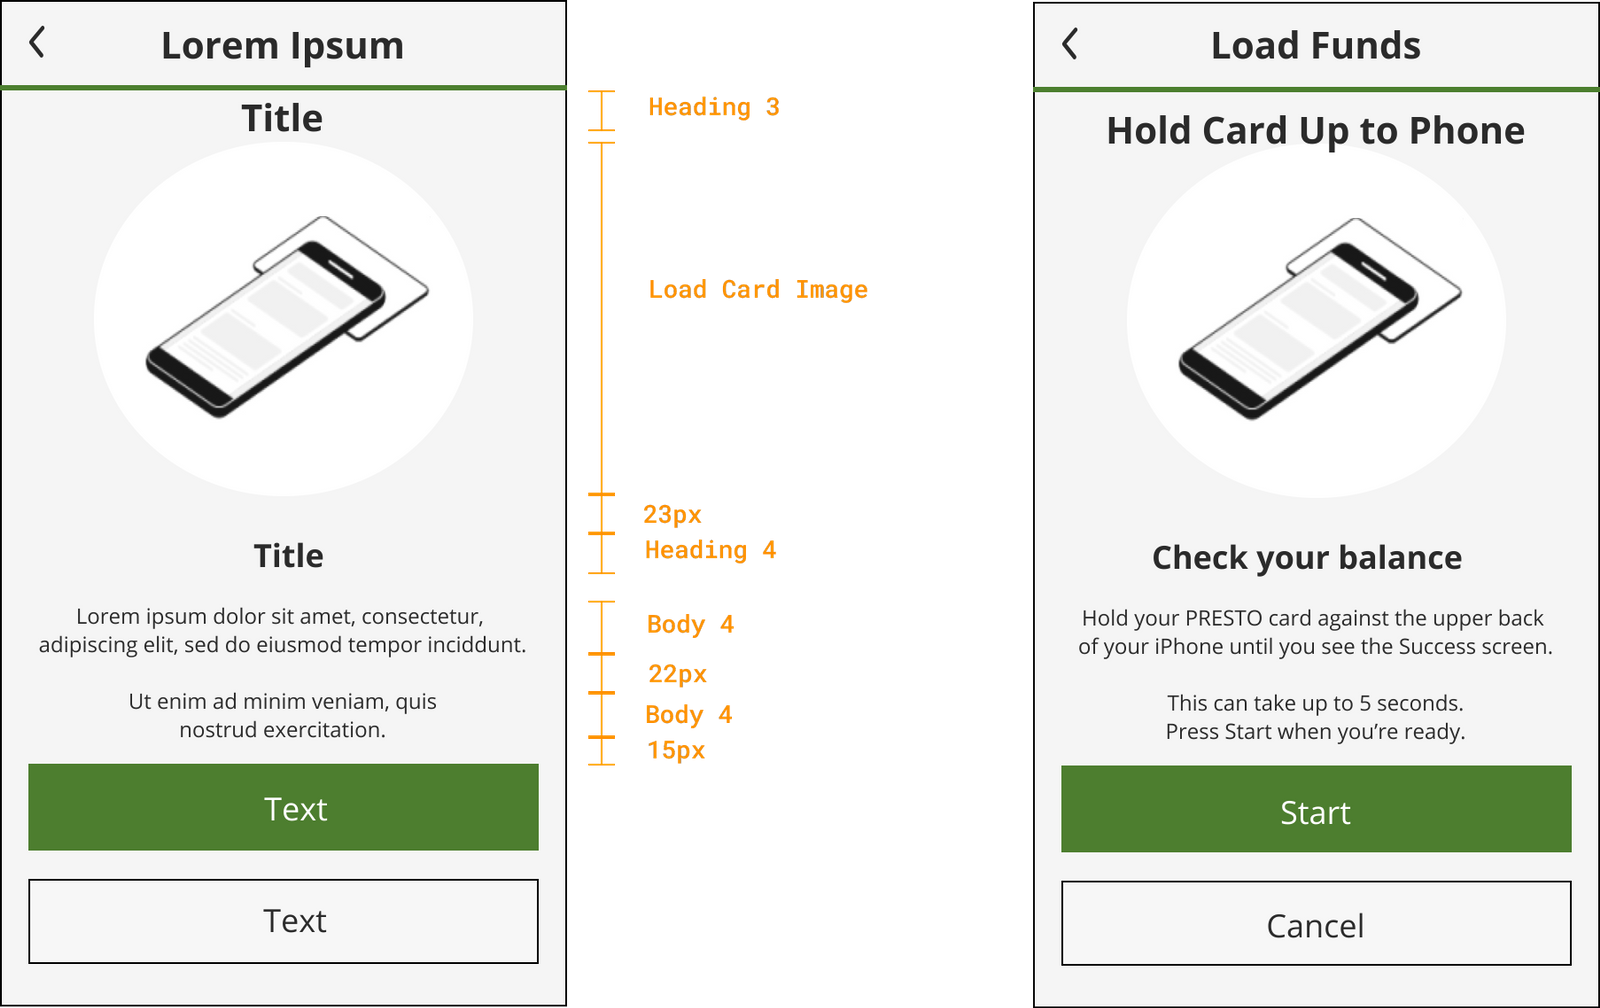 Lorem Ipsum
Title
Title
Lorem ipsum dolor sit amet, consectetur,
adipiscing elit, sed do eiusmod tempor inciddunt.
Ut enim ad minim veniam, quis
nostrud exercitation.
Text
Text
Heading 3
Load Card Image
23px
Heading 4
Body 4
22px
Body 4
15px
Load Funds
Hold Card Up to Phone
Check your balance
Hold your PRESTO card against the upper back
of your iPhone until you see the Success screen.
This can take up to 5 seconds.
Press Start when you’re ready.
Start
Cancel